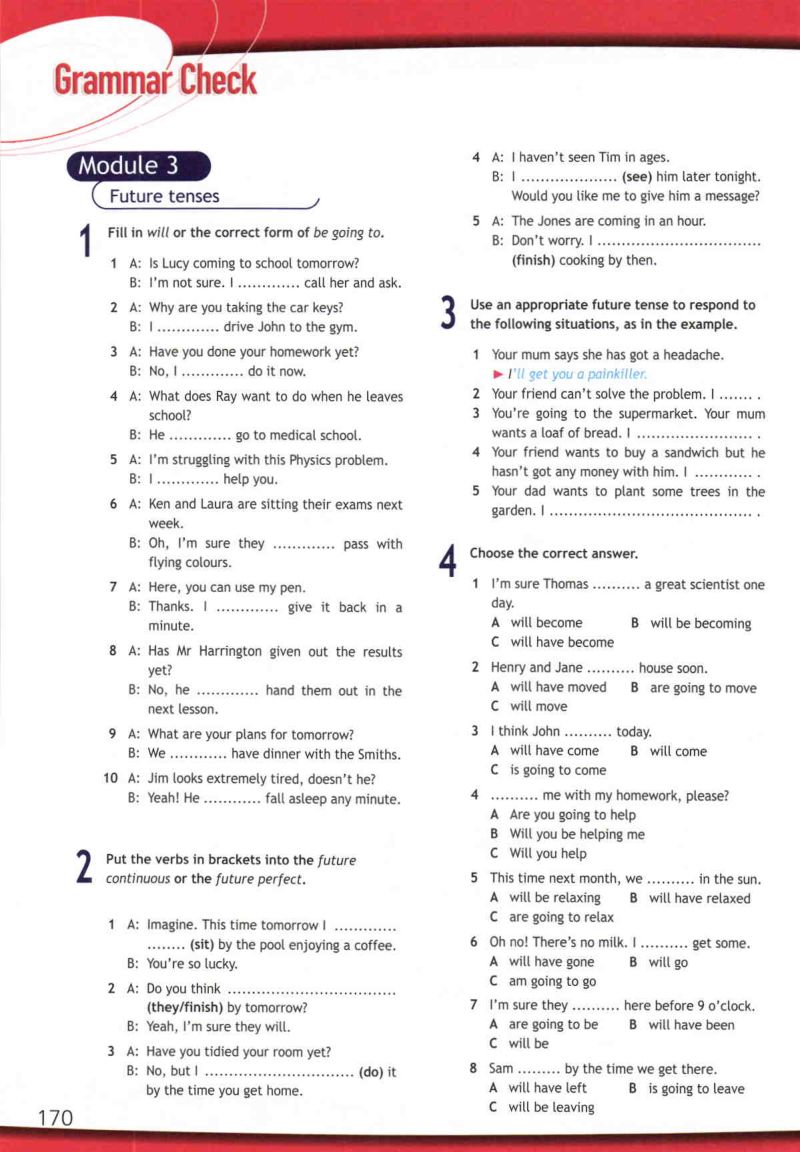 Grammar Check
Module 3
Future tenses
1 Fill in will or the correct form of be going to.
1 A: Is Lucy coming to school tomorrow?
B: I'm not sure. I ............. call her and ask.
2 A: Why are you taking the car keys?
B: I ............. drive John to the gym.
3 A: Have you done your homework yet?
B: No, I ............. do it now.
4 A: What does Ray want to do when he leaves
school?
B: He ............. go to medical school.
5 A: I'm struggling with this Physics problem.
B: I ............. help you.
6 A: Ken and Laura are sitting their exams next
week.
B: Oh, I'm sure they ............. pass with
flying colours.
7 A: Here, you can use my pen.
B: Thanks. I ............. give it back in a
minute.
8 A: Has Mr Harrington given out the results
yet?
B: No, he ............. hand them out in the
next lesson.
9 A: What are your plans for tomorrow?
B: We ............ have dinner with the Smiths.
10 A: Jim looks extremely tired, doesn't he?
B: Yeah! He ............ fall asleep any minute.
2 Put the verbs in brackets into the future
continuous or the future perfect.
1 A: Imagine. This time tomorrow I .............
........ (sit) by the pool enjoying a coffee.
B: You're so lucky.
2 A: Do you think ...................................
(they/finish) by tomorrow?
B: Yeah, I'm sure they will.
3 A: Have you tidied your room yet?
B: No, but I ............................... (do) it
by the time you get home.
4 A: I haven't seen Tim in ages.
B: I .................... (see) him later tonight.
Would you like me to give him a message?
5 A: The Jones are coming in an hour.
B: Don't worry. I ..................................
(finish) cooking by then.
3 Use an appropriate future tense to respond to
the following situations, as in the example.
1 Your mum says she has got a headache.
► I'll get you a painkiller.
2 Your friend can't solve the problem. I ....... .
3 You're going to the supermarket. Your mum
wants a loaf of bread. I ........................ .
4 Your friend wants to buy a sandwich but he
hasn't got any money with him. I ............ .
5 Your dad wants to plant some trees in the
garden. I .......................................... .
4 Choose the correct answer.
1 I'm sure Thomas .......... a great scientist one
day.
A will become B will be becoming
C will have become
2 Henry and Jane .......... house soon.
A will have moved B are going to move
C will move
3 I think John .......... today.
A will have come B will come
C is going to come
4 .......... me with my homework, please?
A Are you going to help
B Will you be helping me
C Will you help
5 This time next month, we .......... in the sun.
A will be relaxing B will have relaxed
C are going to relax
6 Oh no! There's no milk. I .......... get some.
A will have gone B will go
C am going to go
7 I'm sure they .......... here before 9 o'clock.
A are going to be B will have been
C will be
8 Sam ......... by the time we get there.
A will have left B is going to leave
C will be leaving
170